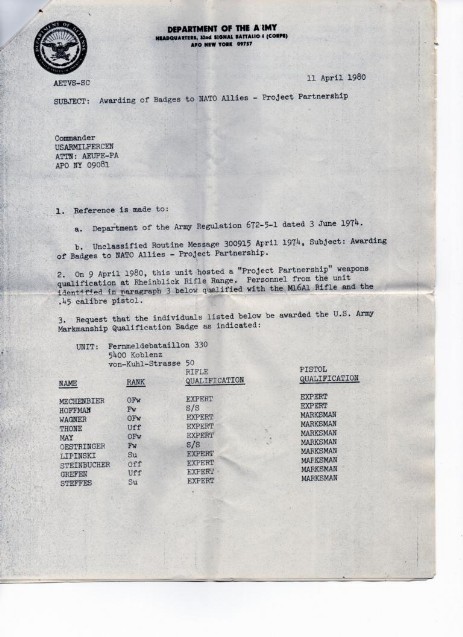 DEPARTMENT OF THE A IMY
HEADQUARTERS, 32nd SIGNAL BATTALIO I (CORPS)
APO NEW YORK 09757
AETVS-SC
11 April 1980
SUBJECT: Awarding of Badges to NATO Allies - Project Partnership
Commander
USARMILPERCEN
ATTN: AEUPE-PA
APO NY 09081
1. Reference is made to:
a. Department of the Army Regulation 672-5-1 dated 3 June 1974.
b. Unclassified Routine Message 300915 April 1974, Subject: Awarding
of Badges to NATO Allies - Project Partnership.
2. On 9 April 1980, this unit hosted a "Project Partnership" weapons
qualification at Rheinblick Rifle Range. Personnel from the unit
identified in paragraph 3 below qualified with the M16A1 Rifle and the
.45 calibre pistol.
3. Request that the individuals listed below be awarded the U.S. Army
Markmanship Qualification Badge as indicated:
UNIT: Fernmeldebataillon 330
5400 Koblenz
von-Kuhl-Strasse 50
RIFLE PISTOL
NAME RANK QUALIFICATION QUALIFICATION
MECHENBIER OFw EXPERT EXPERT
HOFFMAN Fw S/S EXPERT
WAGNER OFw EXPERT MARKSMAN
THONE Uff EXPERT MARKSMAN
MAY OFw EXPERT MARKSMAN
OESTRINGER Fw S/S MARKSMAN
LIPINSKI Su EXPERT MARKSMAN
STEINBUCHER Off EXPERT MARKSMAN
GREFEN Uff EXPERT MARKSMAN
STEFFES Su EXPERT MARKSMAN